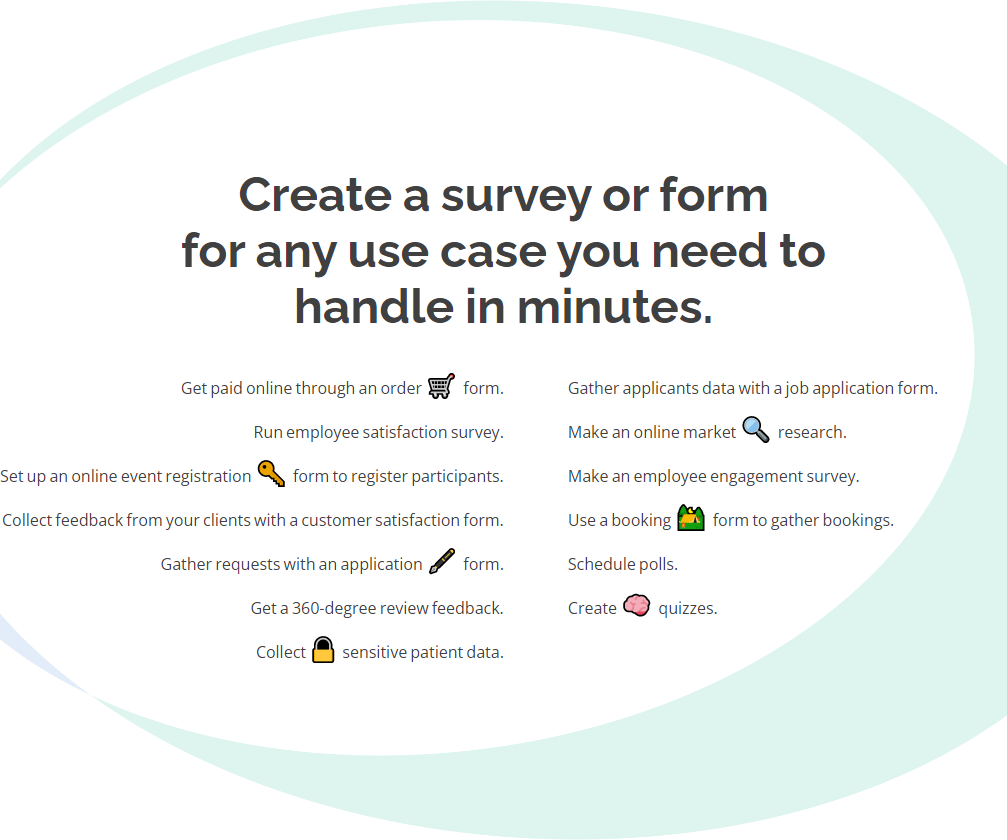 Create a survey or form
for any use case you need to
handle in minutes.
Get paid online through an order form.
Run employee satisfaction survey.
Set up an online event registration form to register participants.
Collect feedback from your clients with a customer satisfaction form.
Gather requests with an application form.
Get a 360-degree review feedback.
Collect sensitive patient data.
Gather applicants data with a job application form.
Make an online market research.
Make an employee engagement survey.
Use a booking form to gather bookings.
Schedule polls.
Create quizzes.